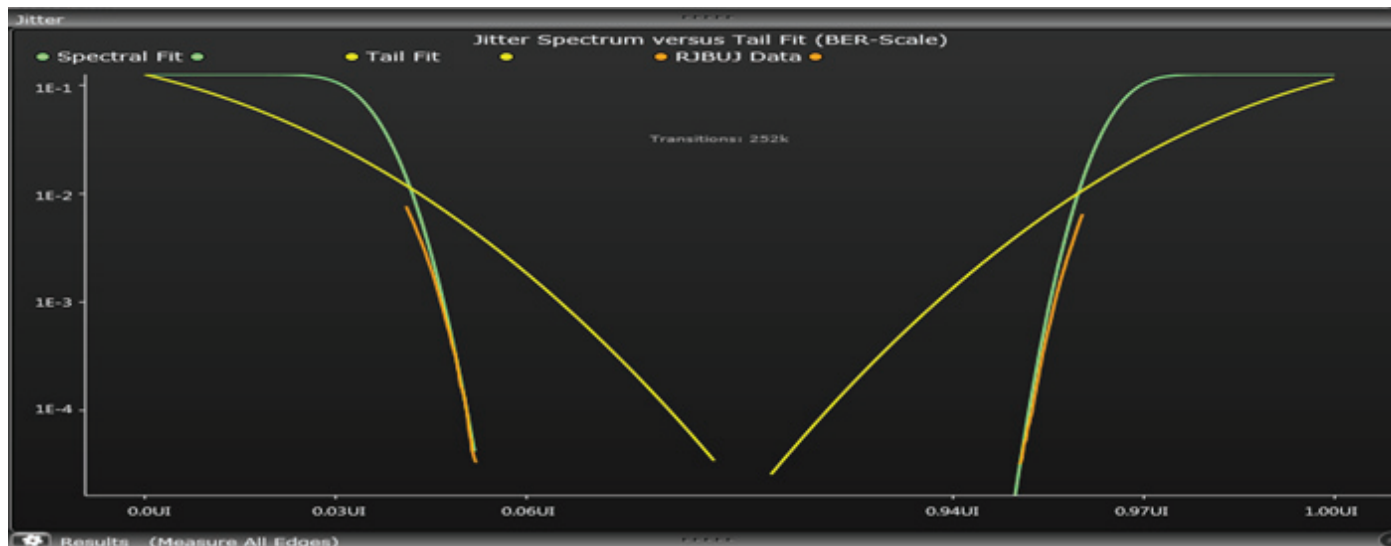 Jitter
Jitter Spectrum versus Tail Fit (BER-Scale)
Spectral Fit Tail Fit RJBUJ Data
1E-1
Transitions: 252k
1E-2
1E-3
1E-4
0.0UI 0.03UI 0.06UI 0.94UI 0.97UI 1.00UI
Results (Measure All Edges)